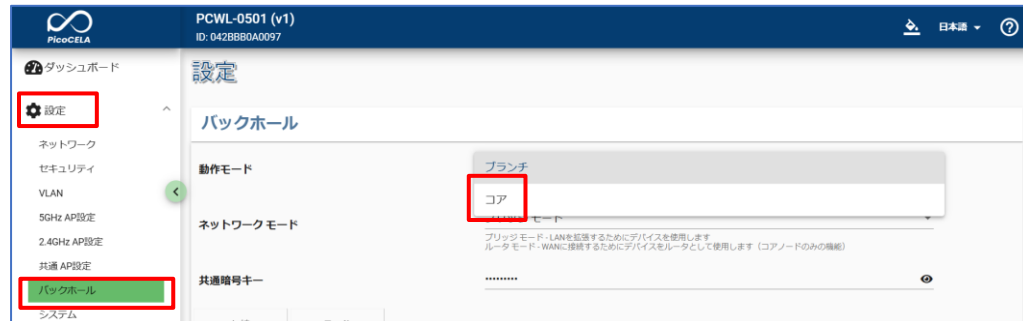 PicoCELA
PCWL-0501 (v1)
ID: 042BBB0A0097
日本語
ダッシュボード
設定
設定
バックホール
ネットワーク
セキュリティ
VLAN
5GHz AP設定
2.4GHz AP設定
共通 AP設定
バックホール
システム
動作モード
ブランチ
コア
ネットワーク モード
ブリッジ モード - LANを拡張するためにデバイスを使用します
ルータ モード - WANに接続するためにデバイスをルータとして使用します（コアノードのみの機能）
共通暗号キー
•••••••••